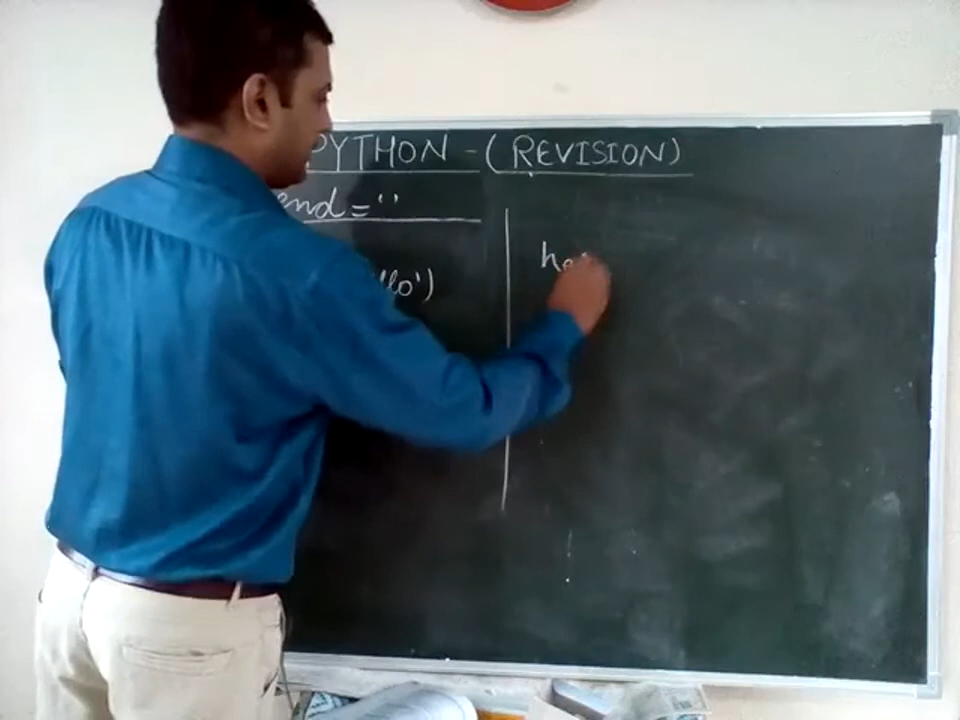 PYTHON - (REVISION)
end = ''
llo')
he